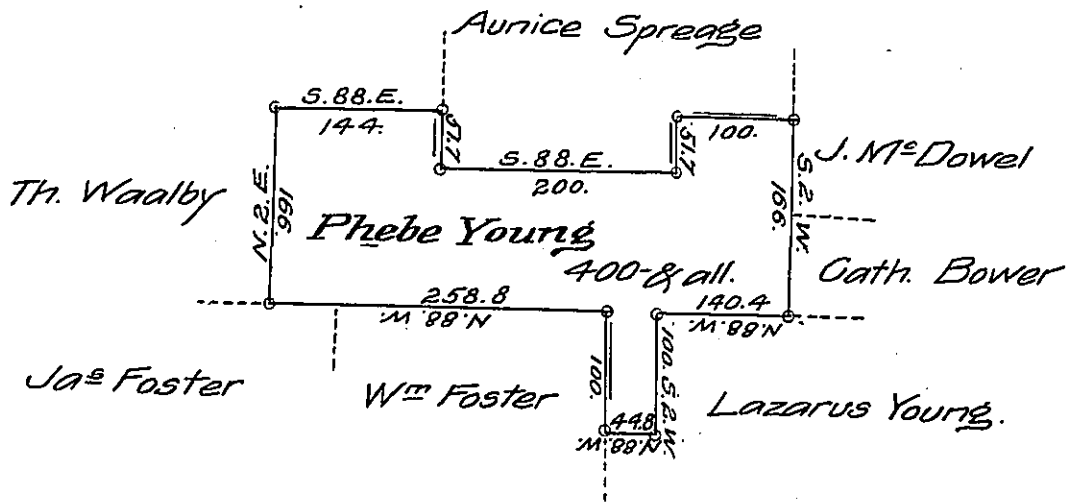 Aunice Spreage
S. 88. E.
144.
51.7
S. 88. E.
200.
51.7
100.
J. Mᶜ Dowel
S. 2. W.
166.
Th. Waalby
N. 2. E.
166.
Phebe Young
400-& all.
Cath. Bower
258.8
N. 88. W.
140.4
N. 88. W.
Jaˢ Foster
Wᵐ Foster
100.
44.8
N. 88. W.
100. S. 2. W.
Lazarus Young.